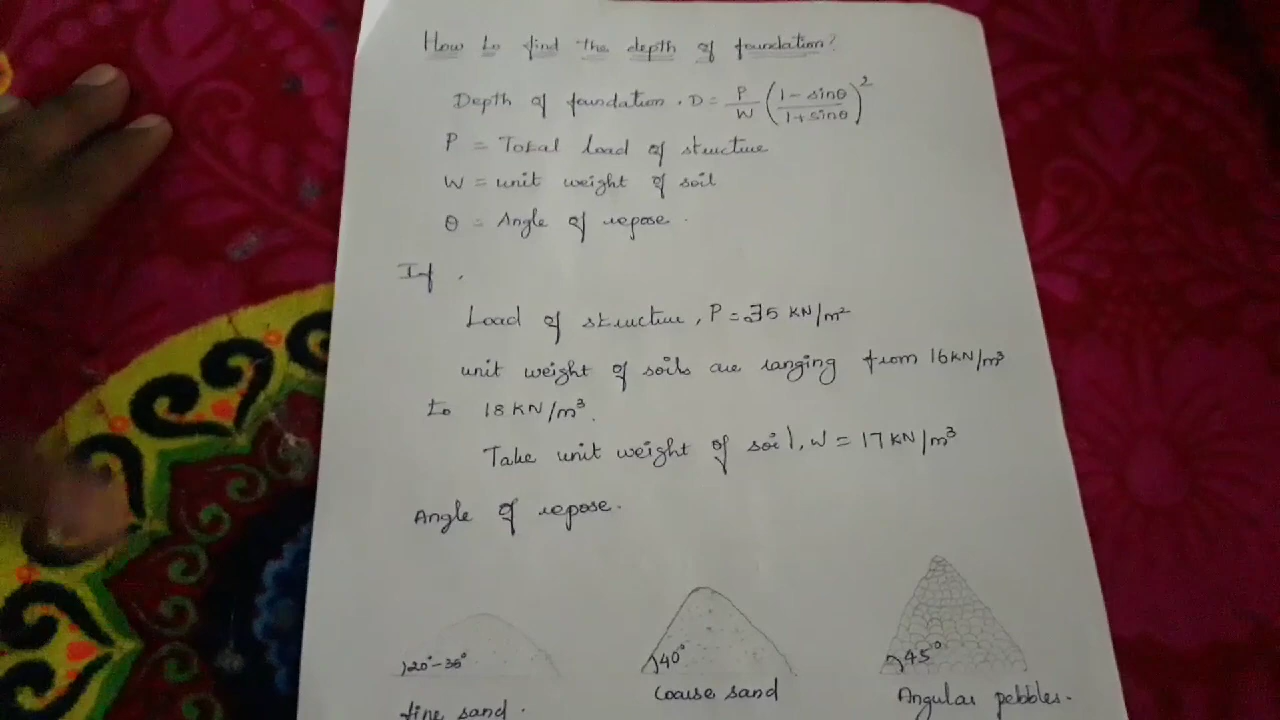 How to find the depth of foundation?
Depth of foundation, D = P/W (1 - sinθ / 1 + sinθ)²
P = Total load of structure
W = unit weight of soil
θ = Angle of repose.
If,
Load of structure, P = 35 KN/m²
unit weight of soils are ranging from 16KN/m³
to 18 KN/m³.
Take unit weight of soil, W = 17 KN/m³
Angle of repose.
40° 45°
fine sand. Coarse sand Angular pebbles.